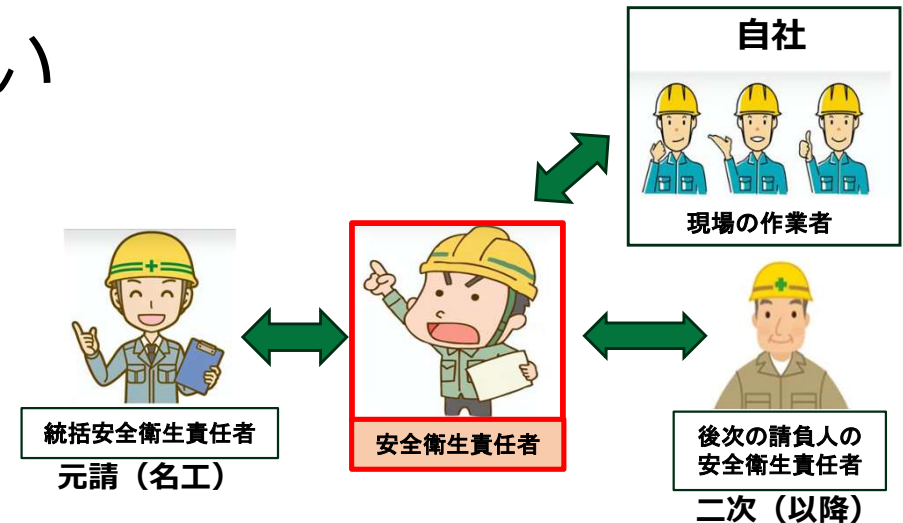 い
自社
現場の作業者
統括安全衛生責任者
元請（名工）
安全衛生責任者
後次の請負人の
安全衛生責任者
二次（以降）